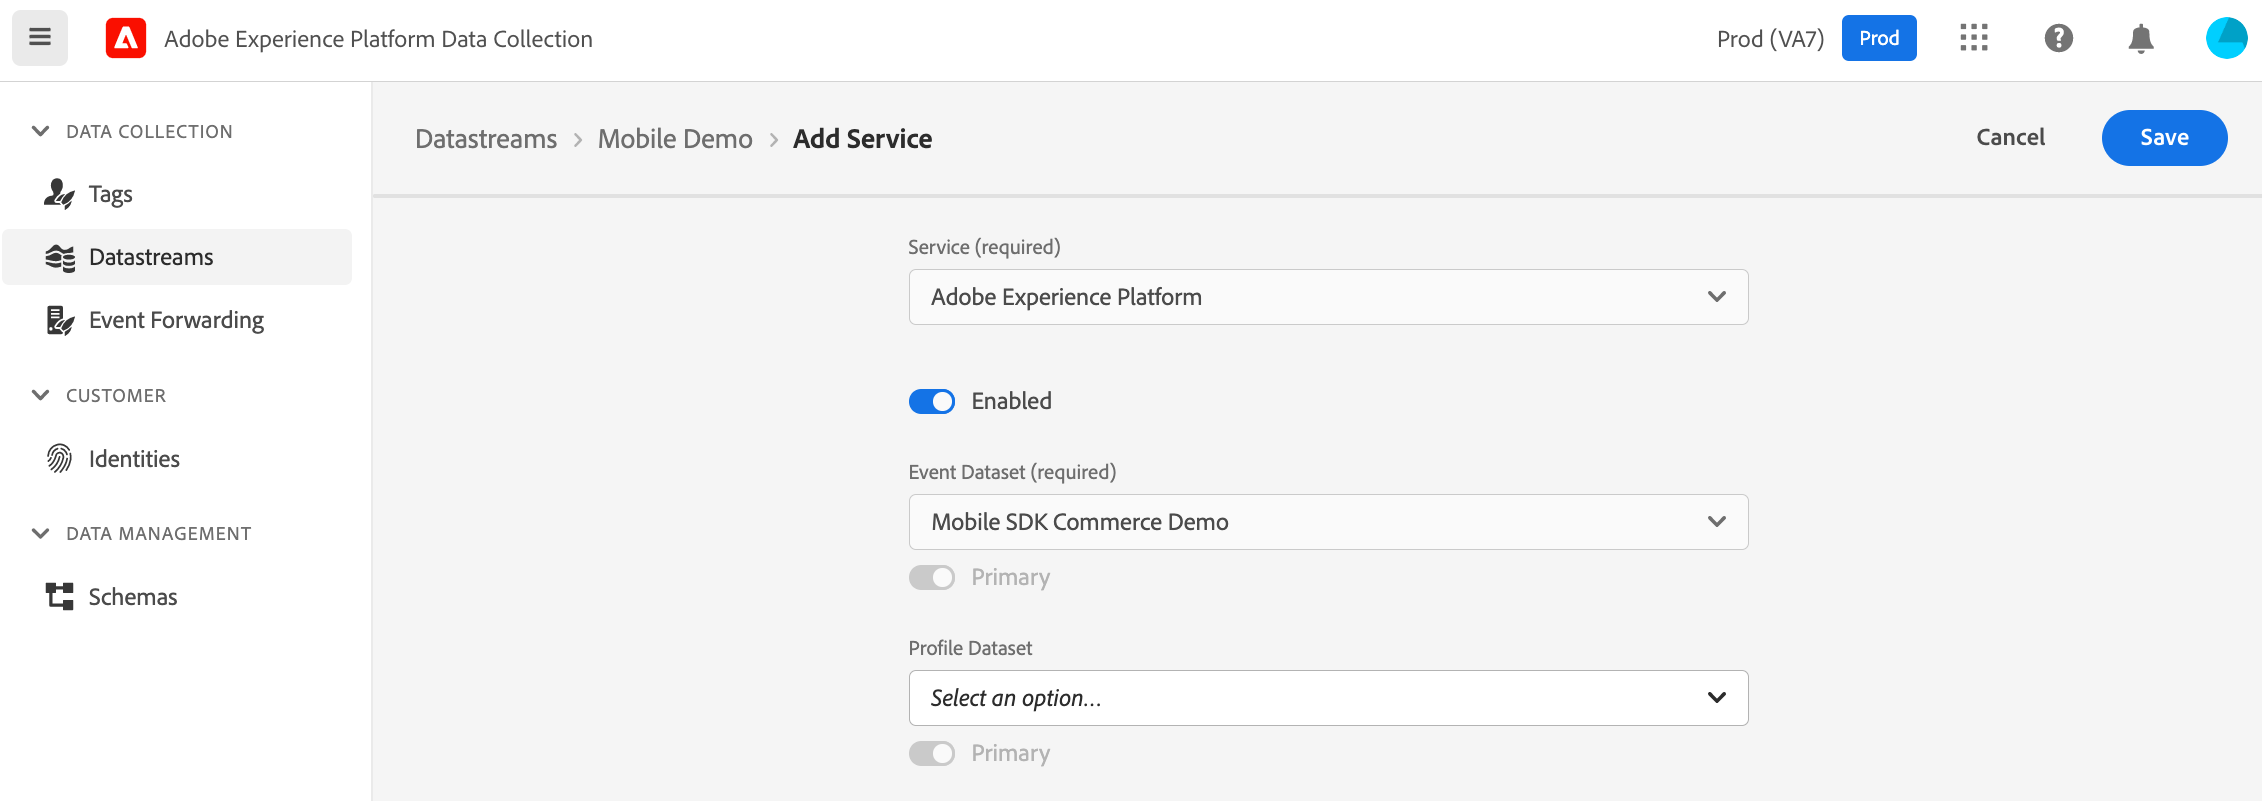 Adobe Experience Platform Data Collection
Prod (VA7)
Prod
DATA COLLECTION
Tags
Datastreams
Event Forwarding
CUSTOMER
Identities
DATA MANAGEMENT
Schemas
Datastreams > Mobile Demo > Add Service
Cancel
Save
Service (required)
Adobe Experience Platform
Enabled
Event Dataset (required)
Mobile SDK Commerce Demo
Primary
Profile Dataset
Select an option...
Primary